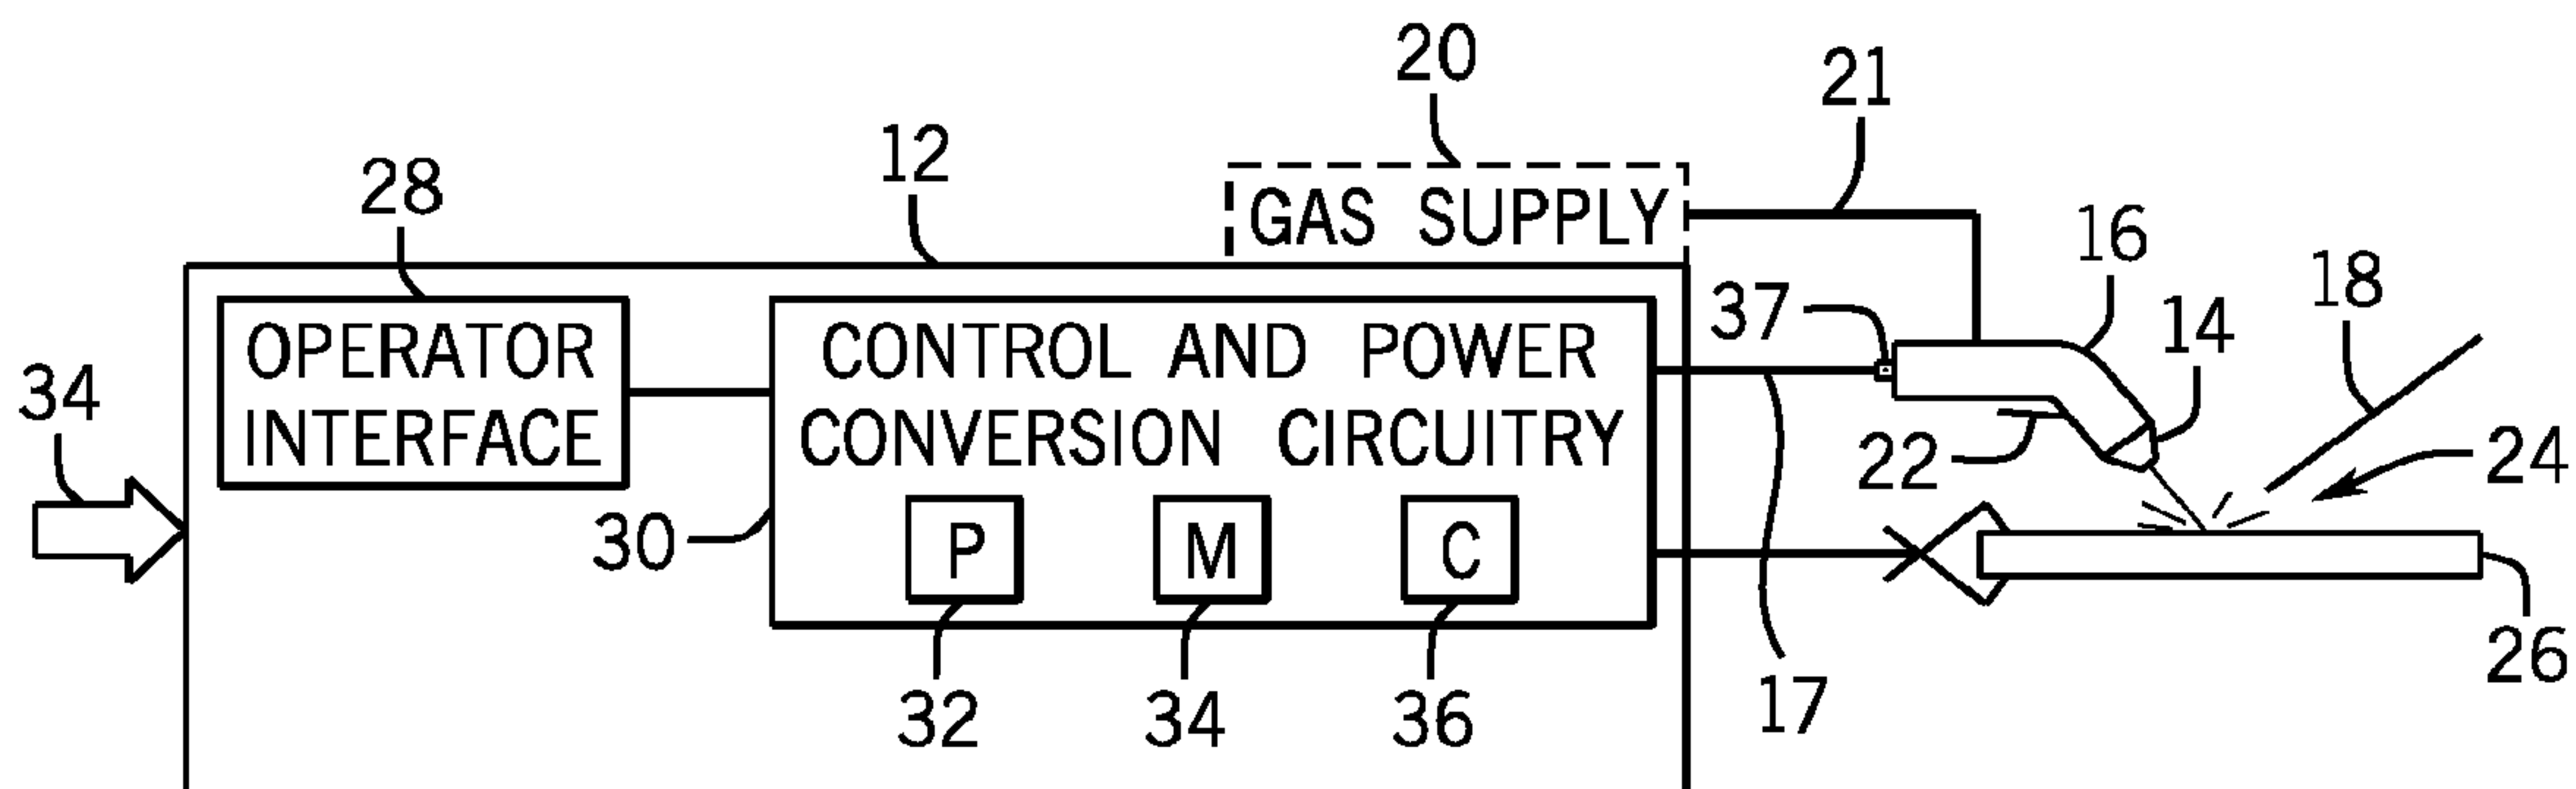 20
21
12
28
GAS SUPPLY
16
18
37
14
OPERATOR
INTERFACE
CONTROL AND POWER
CONVERSION CIRCUITRY
34
22
24
30
P
M
C
26
32
34
36
17